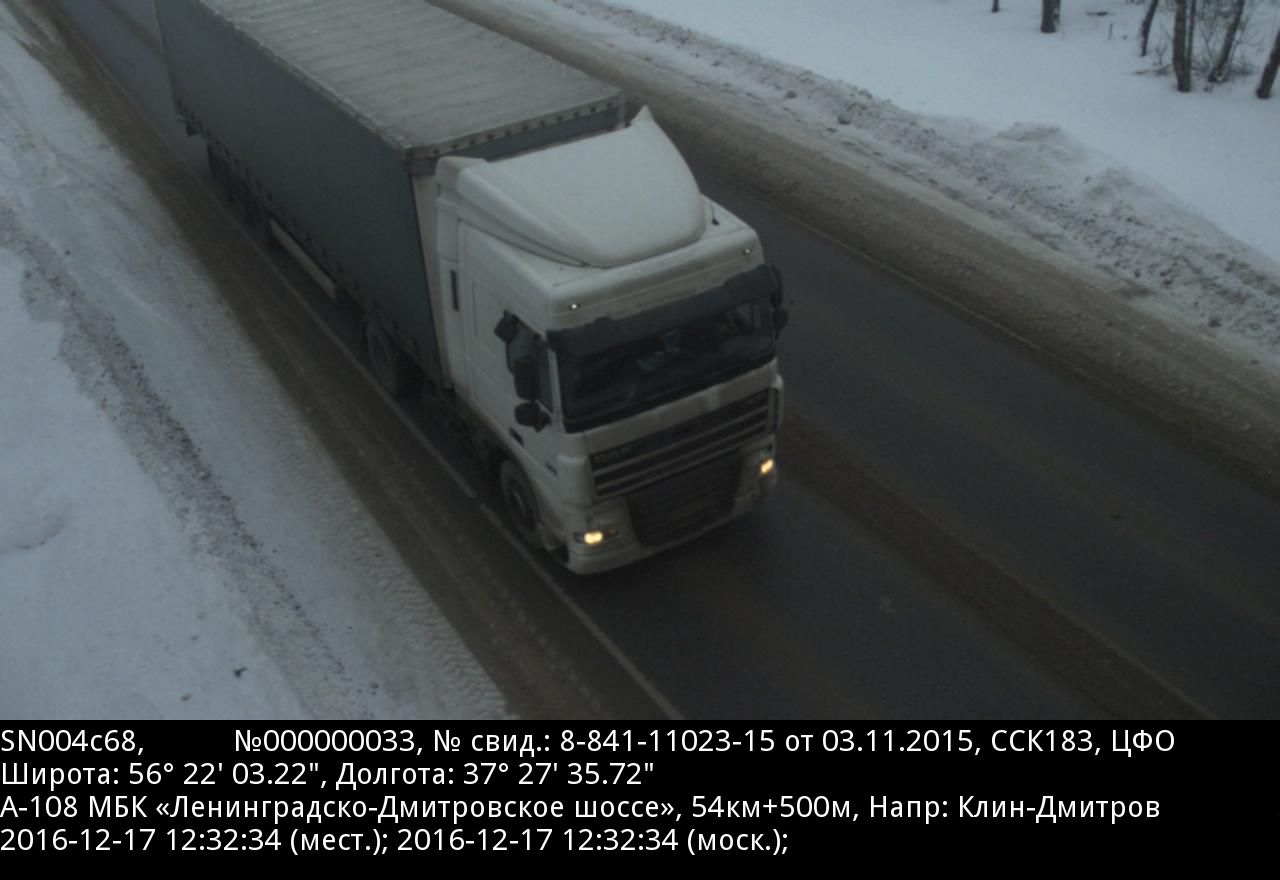 SN004c68, №000000033, № свид.: 8-841-11023-15 от 03.11.2015, ССК183, ЦФО
Широта: 56° 22' 03.22", Долгота: 37° 27' 35.72"
А-108 МБК «Ленинградско-Дмитровское шоссе», 54км+500м, Напр: Клин-Дмитров
2016-12-17 12:32:34 (мест.); 2016-12-17 12:32:34 (моск.);